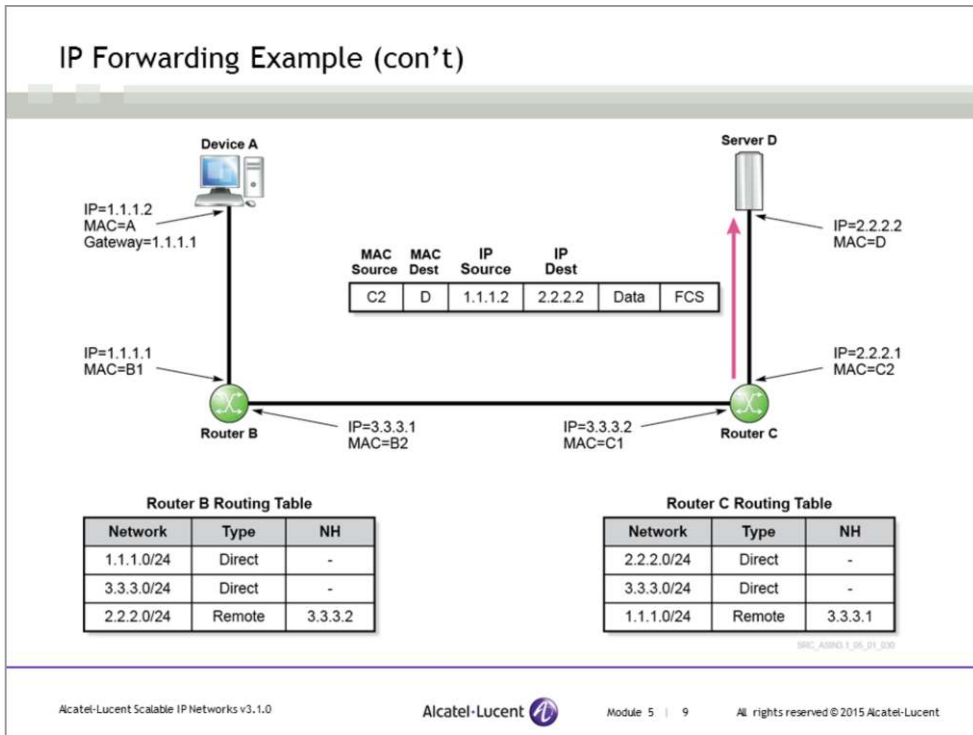 IP Forwarding Example (con't)
Device A
Server D
IP=1.1.1.2
MAC=A
Gateway=1.1.1.1
IP=2.2.2.2
MAC=D
MAC Source
MAC Dest
IP Source
IP Dest
C2 D 1.1.1.2 2.2.2.2 Data FCS
IP=1.1.1.1
MAC=B1
IP=2.2.2.1
MAC=C2
Router B
IP=3.3.3.1
MAC=B2
IP=3.3.3.2
MAC=C1
Router C
Router B Routing Table
Network Type NH
1.1.1.0/24 Direct -
3.3.3.0/24 Direct -
2.2.2.0/24 Remote 3.3.3.2
Router C Routing Table
Network Type NH
2.2.2.0/24 Direct -
3.3.3.0/24 Direct -
1.1.1.0/24 Remote 3.3.3.1
Alcatel-Lucent Scalable IP Networks v3.1.0
Alcatel·Lucent
Module 5 | 9
All rights reserved © 2015 Alcatel-Lucent